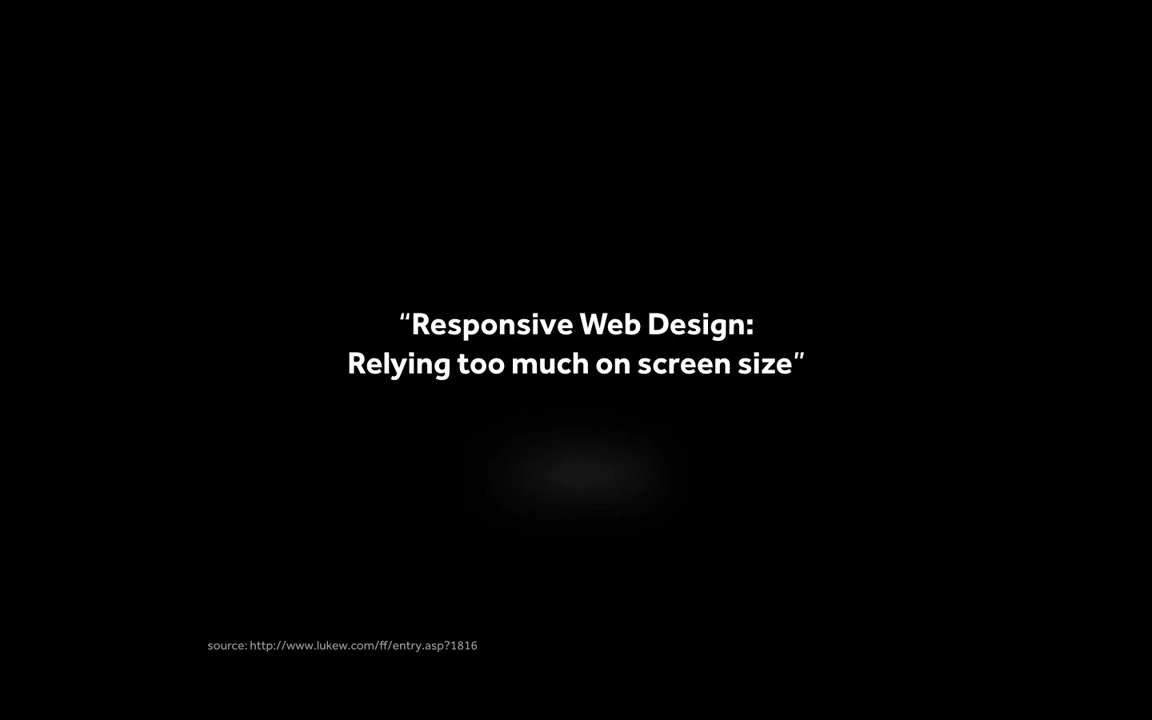 “Responsive Web Design:
Relying too much on screen size”
source: http://www.lukew.com/ff/entry.asp?1816